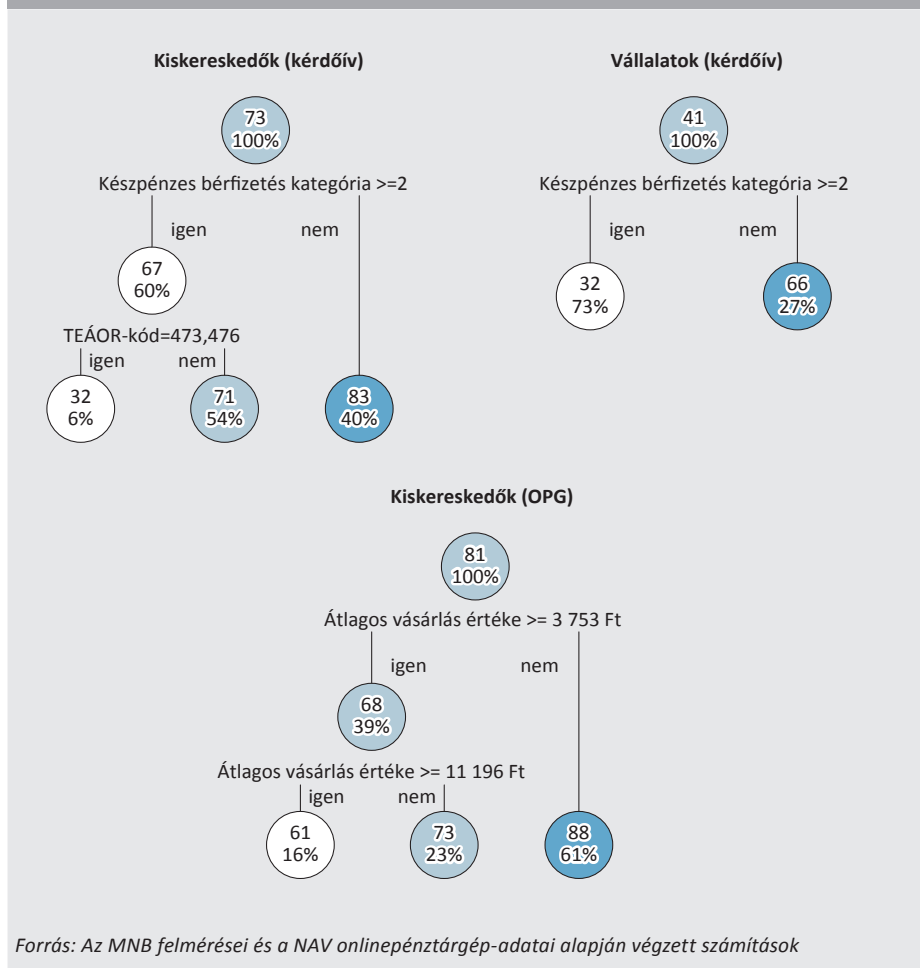 Kiskereskedők (kérdőív)
73
100%
Készpénzes bérfizetés kategória >=2
igen
nem
67
60%
TEÁOR-kód=473,476
igen
nem
32
6%
71
54%
83
40%
Vállalatok (kérdőív)
41
100%
Készpénzes bérfizetés kategória >=2
igen
nem
32
73%
66
27%
Kiskereskedők (OPG)
81
100%
Átlagos vásárlás értéke >= 3 753 Ft
igen
nem
68
39%
Átlagos vásárlás értéke >= 11 196 Ft
igen
nem
61
16%
73
23%
88
61%
Forrás: Az MNB felmérései és a NAV onlinepénztárgép-adatai alapján végzett számítások